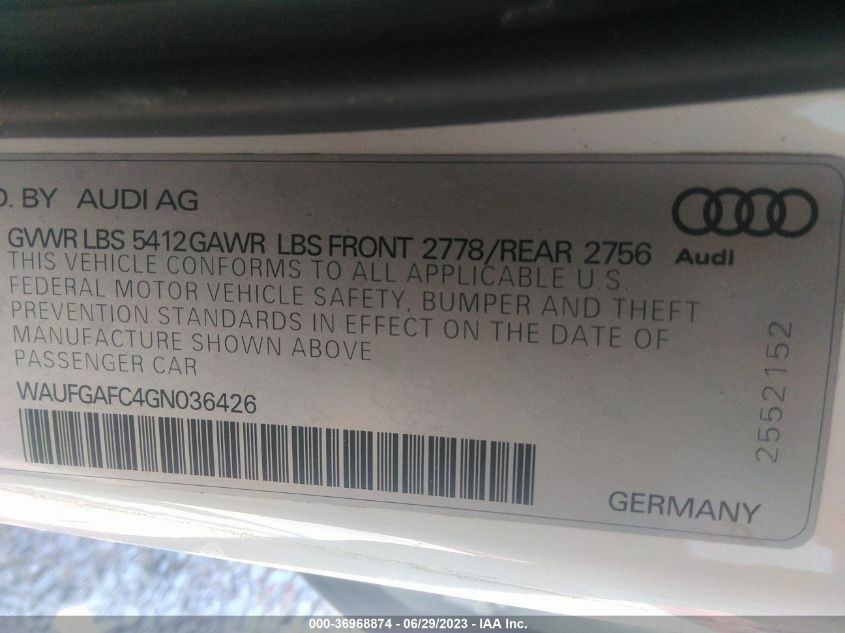 D. BY AUDI AG
GVWR LBS 5412 GAWR LBS FRONT 2778/REAR 2756
Audi
THIS VEHICLE CONFORMS TO ALL APPLICABLE U.S.
FEDERAL MOTOR VEHICLE SAFETY, BUMPER AND THEFT
PREVENTION STANDARDS IN EFFECT ON THE DATE OF
MANUFACTURE SHOWN ABOVE
PASSENGER CAR
WAUFGAFC4GN036426
2552152
GERMANY
000-36968874 / 06/29/2023 - IAA Inc.